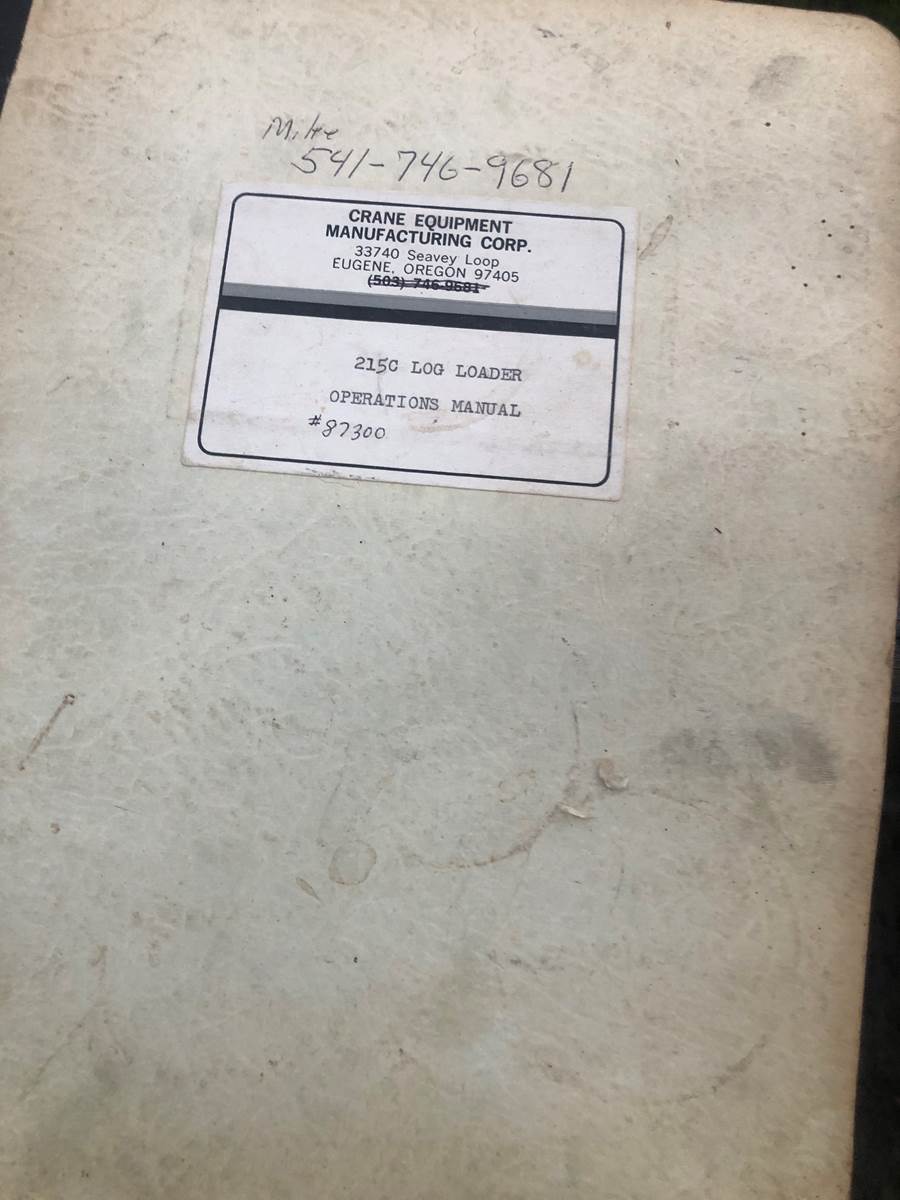 Mike
541-746-9681
CRANE EQUIPMENT
MANUFACTURING CORP.
33740 Seavey Loop
EUGENE, OREGON 97405
(503) 746-9681
215C LOG LOADER
OPERATIONS MANUAL
#87300